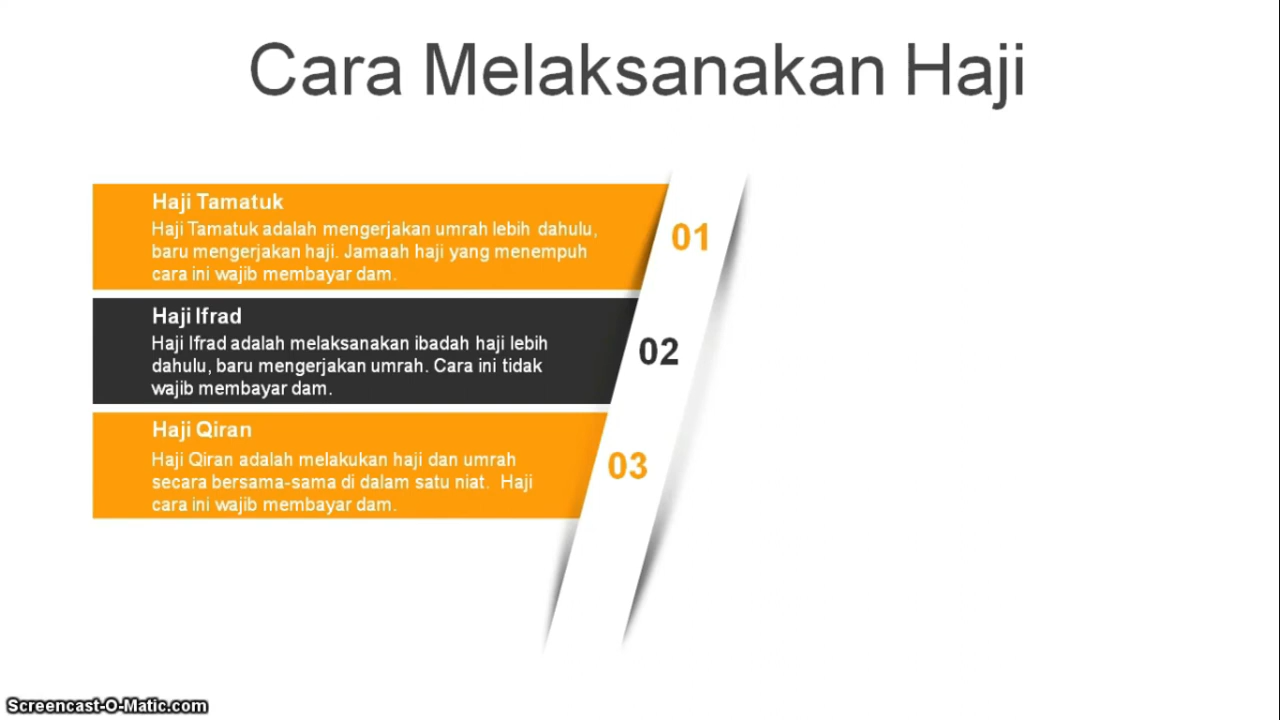 Cara Melaksanakan Haji
Haji Tamatuk
Haji Tamatuk adalah mengerjakan umrah lebih dahulu,
baru mengerjakan haji. Jamaah haji yang menempuh
cara ini wajib membayar dam.
01
Haji Ifrad
Haji Ifrad adalah melaksanakan ibadah haji lebih
dahulu, baru mengerjakan umrah. Cara ini tidak
wajib membayar dam.
02
Haji Qiran
Haji Qiran adalah melakukan haji dan umrah
secara bersama-sama di dalam satu niat. Haji
cara ini wajib membayar dam.
03
Screencast-O-Matic.com